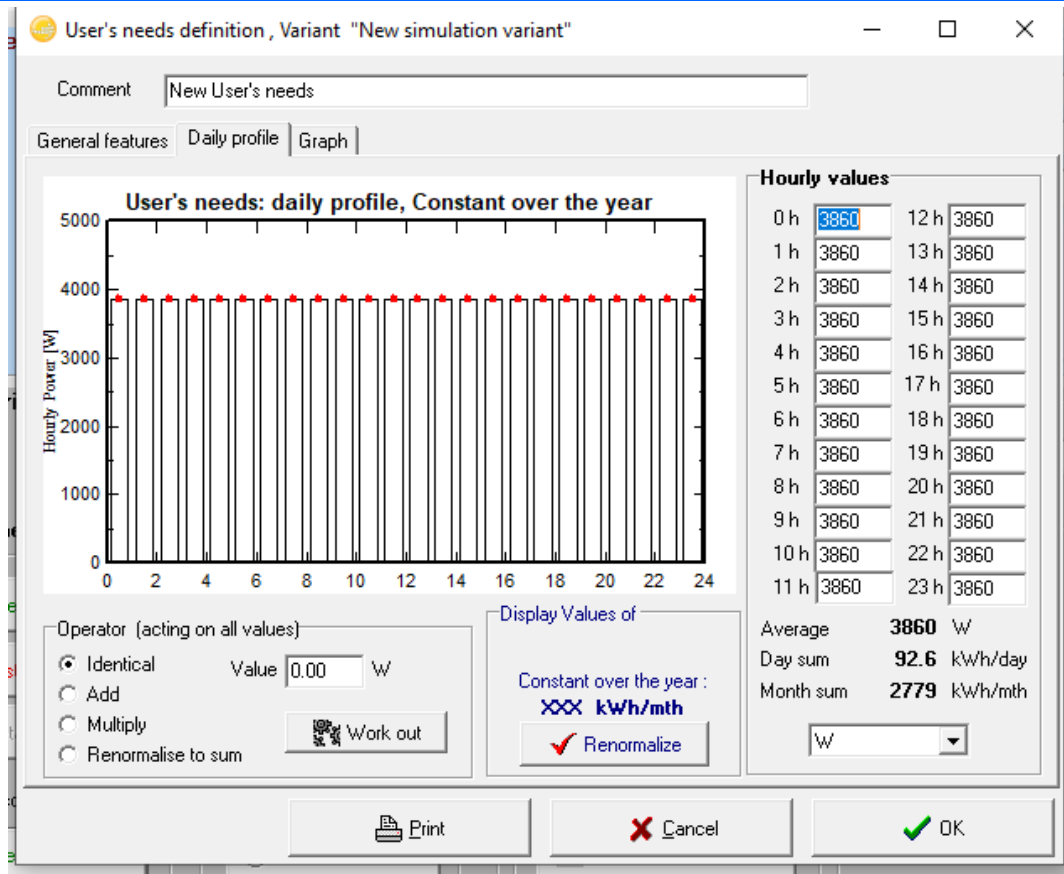 User's needs definition , Variant "New simulation variant"
Comment New User's needs
General features Daily profile Graph
User's needs: daily profile, Constant over the year
Hourly Power [W]
5000
4000
3000
2000
1000
0
0 2 4 6 8 10 12 14 16 18 20 22 24
Hourly values
0 h 3860 12 h 3860
1 h 3860 13 h 3860
2 h 3860 14 h 3860
3 h 3860 15 h 3860
4 h 3860 16 h 3860
5 h 3860 17 h 3860
6 h 3860 18 h 3860
7 h 3860 19 h 3860
8 h 3860 20 h 3860
9 h 3860 21 h 3860
10 h 3860 22 h 3860
11 h 3860 23 h 3860
Average 3860 W
Day sum 92.6 kWh/day
Month sum 2779 kWh/mth
W
Operator (acting on all values)
Identical Value 0.00 W
Add
Multiply
Renormalise to sum
Work out
Display Values of
Constant over the year :
XXX kWh/mth
Renormalize
Print Cancel OK